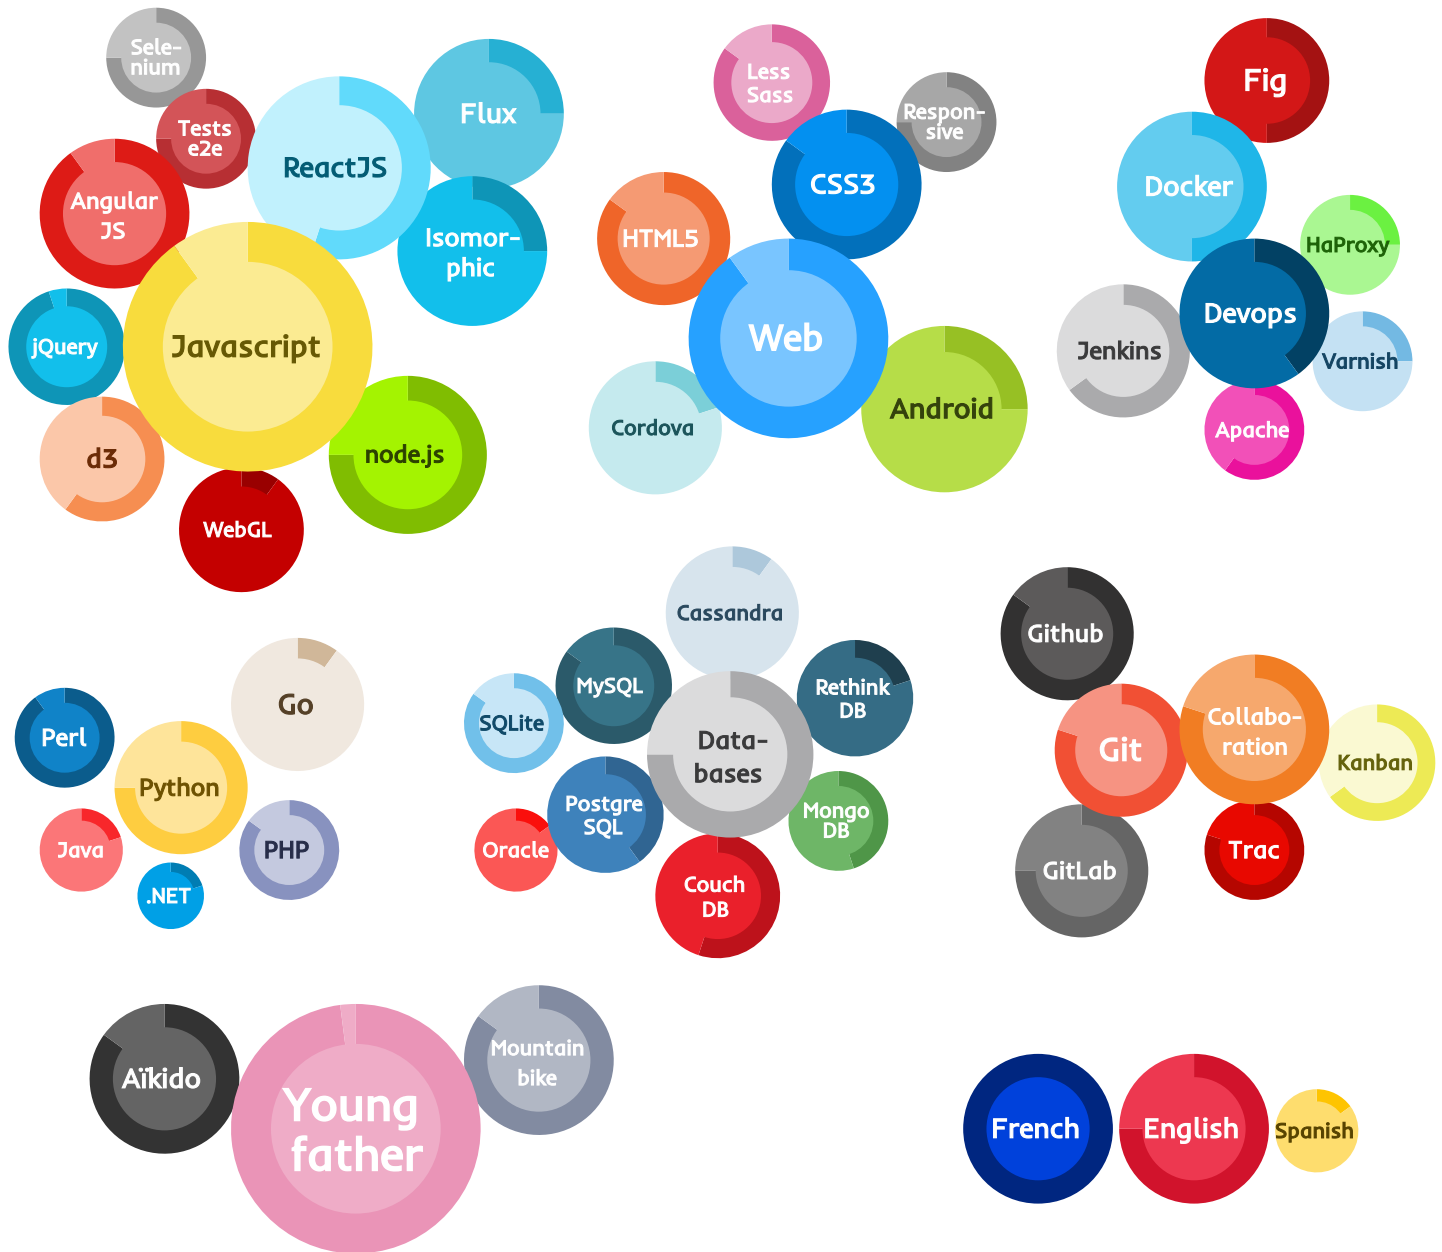 Sele-
nium
Tests
e2e
Angular
JS
ReactJS
Flux
Isomor-
phic
jQuery
Javascript
d3
node.js
WebGL
Less
Sass
Respon-
sive
CSS3
HTML5
Web
Cordova
Android
Fig
Docker
HaProxy
Devops
Jenkins
Varnish
Apache
Go
Perl
Python
Java
PHP
.NET
Cassandra
MySQL
Rethink
DB
SQLite
Data-
bases
Postgre
SQL
Mongo
DB
Oracle
Couch
DB
Github
Git
Collabo-
ration
Kanban
GitLab
Trac
Aïkido
Young
father
Mountain
bike
French
English
Spanish